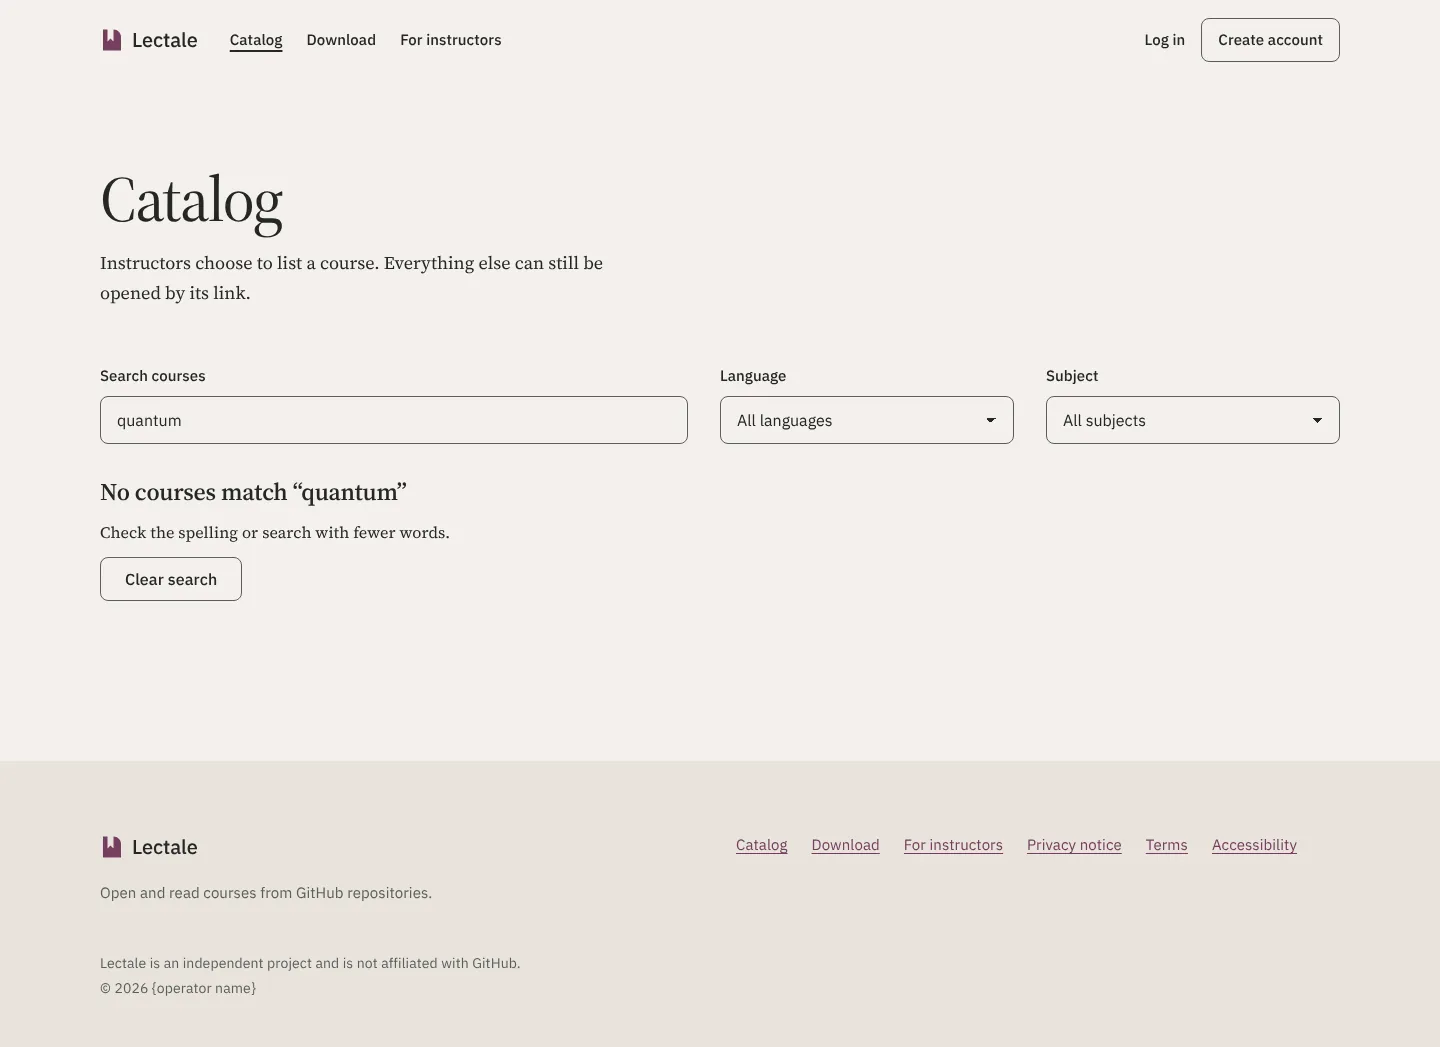 Lectale
Catalog
Download
For instructors
Log in
Create account
Catalog
Instructors choose to list a course. Everything else can still be
opened by its link.
Search courses
Language
Subject
quantum
All languages
All subjects
No courses match “quantum”
Check the spelling or search with fewer words.
Clear search
Lectale
Catalog
Download
For instructors
Privacy notice
Terms
Accessibility
Open and read courses from GitHub repositories.
Lectale is an independent project and is not affiliated with GitHub.
© 2026 {operator name}